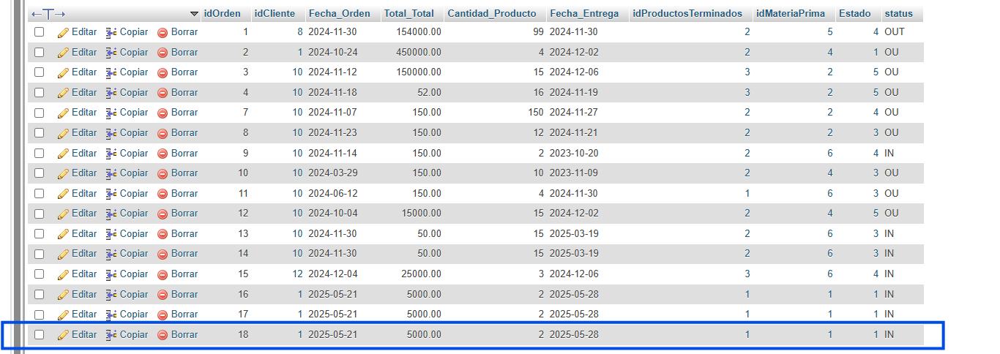 idOrden idCliente Fecha_Orden Total_Total Cantidad_Producto Fecha_Entrega idProductosTerminados idMateriaPrima Estado status
Editar Copiar Borrar 1 8 2024-11-30 154000.00 99 2024-11-30 2 5 4 OUT
Editar Copiar Borrar 2 1 2024-10-24 450000.00 4 2024-12-02 2 4 1 OU
Editar Copiar Borrar 3 10 2024-11-12 150000.00 15 2024-12-06 3 2 5 OU
Editar Copiar Borrar 4 10 2024-11-18 52.00 16 2024-11-19 3 2 5 OU
Editar Copiar Borrar 7 10 2024-11-07 150.00 150 2024-11-27 2 2 4 OU
Editar Copiar Borrar 8 10 2024-11-23 150.00 12 2024-11-21 2 2 3 OU
Editar Copiar Borrar 9 10 2024-11-14 150.00 2 2023-10-20 2 6 4 IN
Editar Copiar Borrar 10 10 2024-03-29 150.00 10 2023-11-09 2 4 3 OU
Editar Copiar Borrar 11 10 2024-06-12 150.00 4 2024-11-30 1 6 3 OU
Editar Copiar Borrar 12 10 2024-10-04 15000.00 15 2024-12-02 2 4 5 OU
Editar Copiar Borrar 13 10 2024-11-30 50.00 15 2025-03-19 2 6 3 IN
Editar Copiar Borrar 14 10 2024-11-30 50.00 15 2025-03-19 2 6 3 IN
Editar Copiar Borrar 15 12 2024-12-04 25000.00 3 2024-12-06 3 6 4 IN
Editar Copiar Borrar 16 1 2025-05-21 5000.00 2 2025-05-28 1 1 1 IN
Editar Copiar Borrar 17 1 2025-05-21 5000.00 2 2025-05-28 1 1 1 IN
Editar Copiar Borrar 18 1 2025-05-21 5000.00 2 2025-05-28 1 1 1 IN